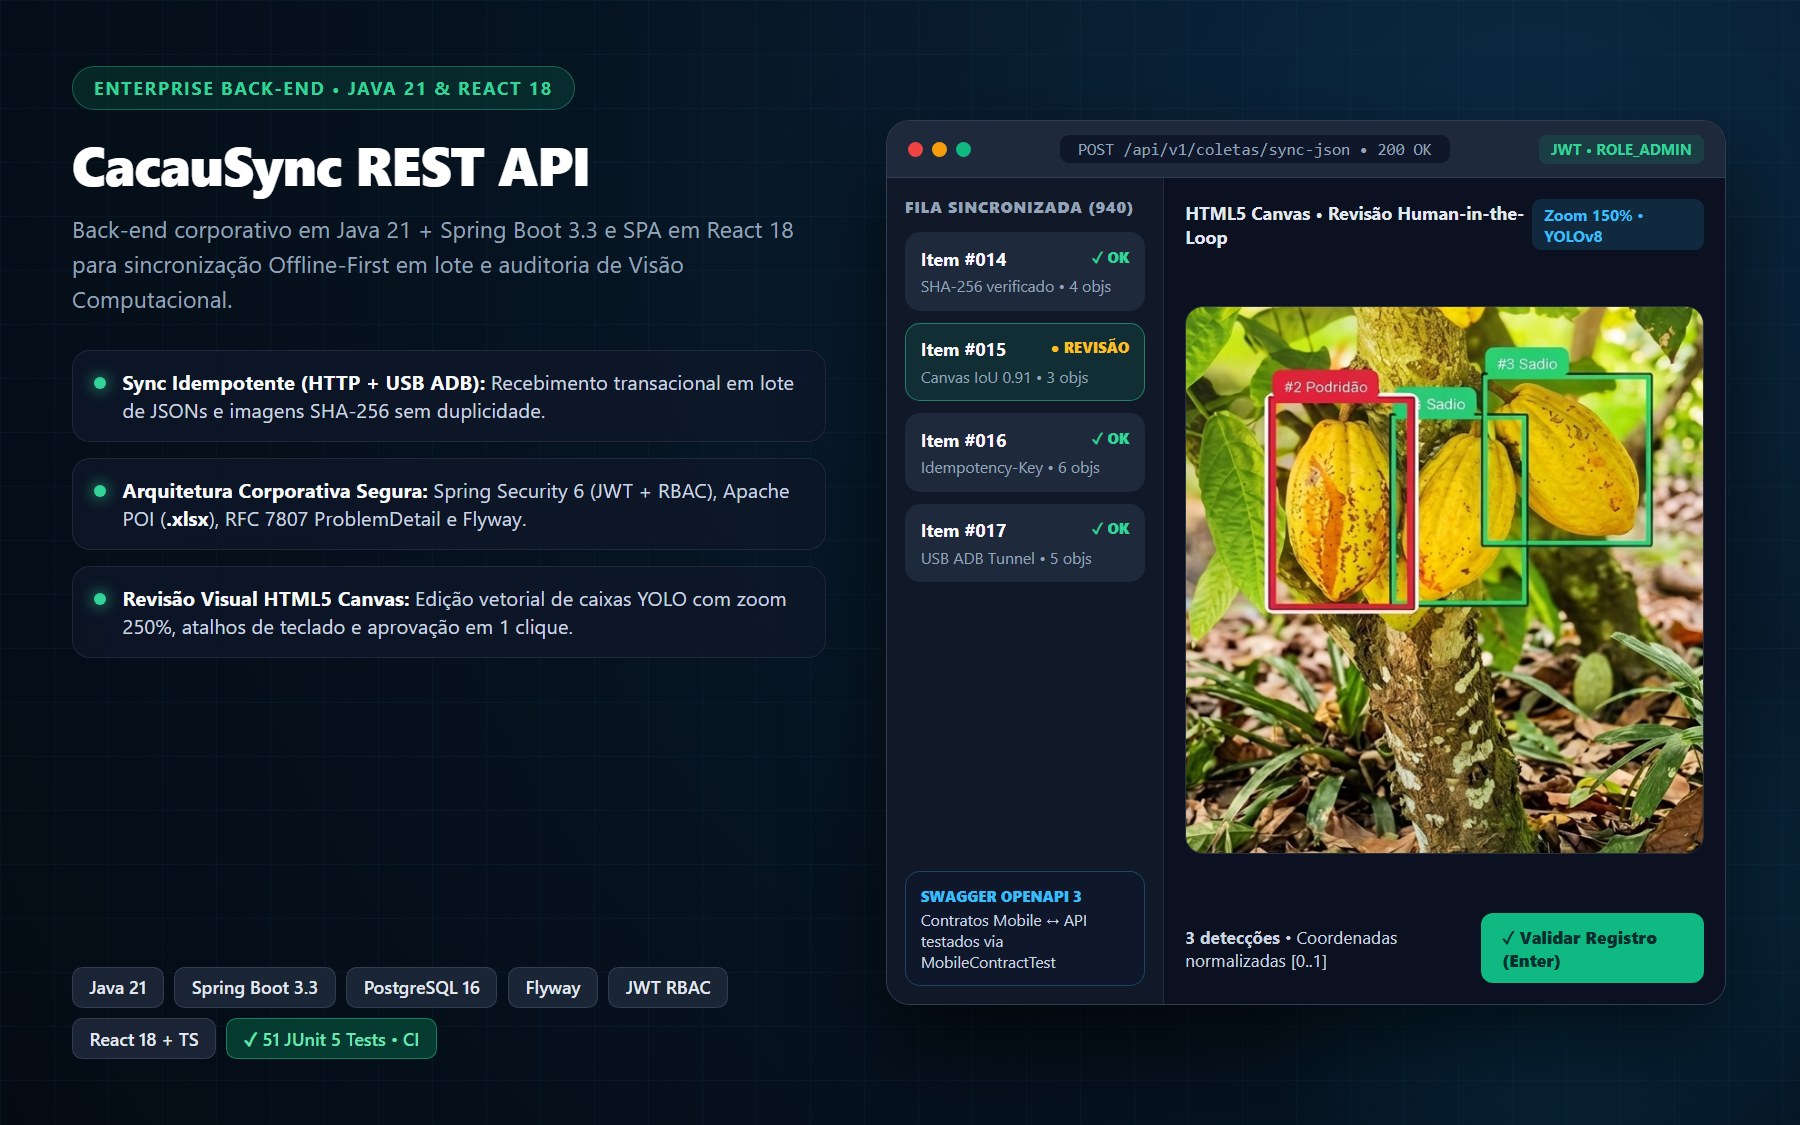 ENTERPRISE BACK-END • JAVA 21 & REACT 18
CacauSync REST API
Back-end corporativo em Java 21 + Spring Boot 3.3 e SPA em React 18
para sincronização Offline-First em lote e auditoria de Visão
Computacional.
Sync Idempotente (HTTP + USB ADB): Recebimento transacional em lote
de JSONs e imagens SHA-256 sem duplicidade.
Arquitetura Corporativa Segura: Spring Security 6 (JWT + RBAC), Apache
POI (.xlsx), RFC 7807 ProblemDetail e Flyway.
Revisão Visual HTML5 Canvas: Edição vetorial de caixas YOLO com zoom
250%, atalhos de teclado e aprovação em 1 clique.
Java 21
Spring Boot 3.3
PostgreSQL 16
Flyway
JWT RBAC
React 18 + TS
✓ 51 JUnit 5 Tests • CI
POST /api/v1/coletas/sync-json • 200 OK
JWT • ROLE_ADMIN
FILA SINCRONIZADA (940)
Item #014
✓ OK
SHA-256 verificado • 4 objs
Item #015
• REVISÃO
Canvas IoU 0.91 • 3 objs
Item #016
✓ OK
Idempotency-Key • 6 objs
Item #017
✓ OK
USB ADB Tunnel • 5 objs
SWAGGER OPENAPI 3
Contratos Mobile ↔ API
testados via
MobileContractTest
HTML5 Canvas • Revisão Human-in-the-
Loop
Zoom 150% •
YOLOv8
#3 Sadio
#2 Podridão
Sadio
3 detecções • Coordenadas
normalizadas [0..1]
✓ Validar Registro
(Enter)